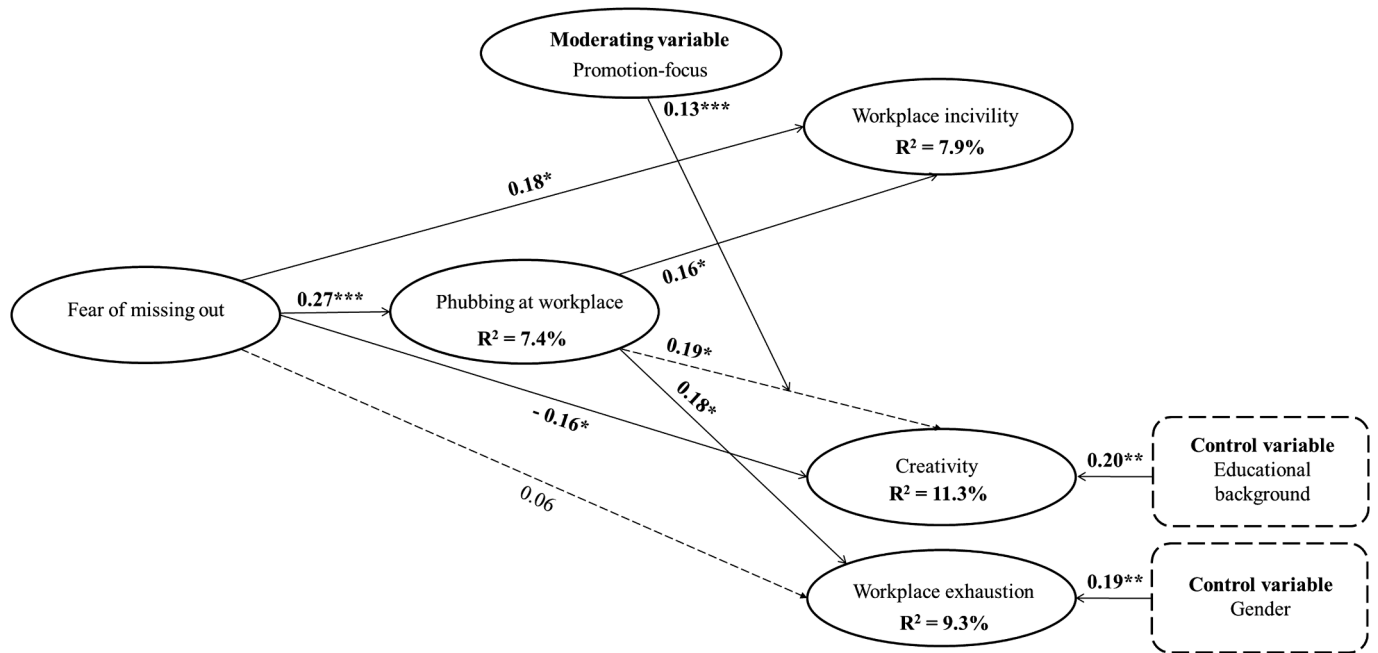 Moderating variable
Promotion-focus
0.13***
Workplace incivility
R² = 7.9%
0.18*
0.16*
Fear of missing out
0.27***
Phubbing at workplace
R² = 7.4%
0.19*
0.18*
- 0.16*
0.06
Creativity
R² = 11.3%
0.20**
Control variable
Educational
background
Workplace exhaustion
R² = 9.3%
0.19**
Control variable
Gender